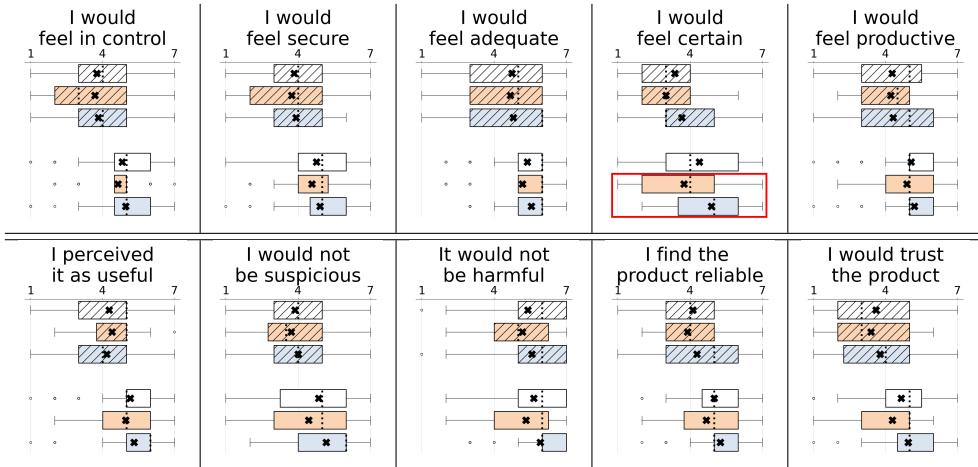 I would
feel in control
1 4 7
I would
feel secure
1 4 7
I would
feel adequate
1 4 7
I would
feel certain
1 4 7
I would
feel productive
1 4 7
I perceived
it as useful
1 4 7
I would not
be suspicious
1 4 7
It would not
be harmful
1 4 7
I find the
product reliable
1 4 7
I would trust
the product
1 4 7